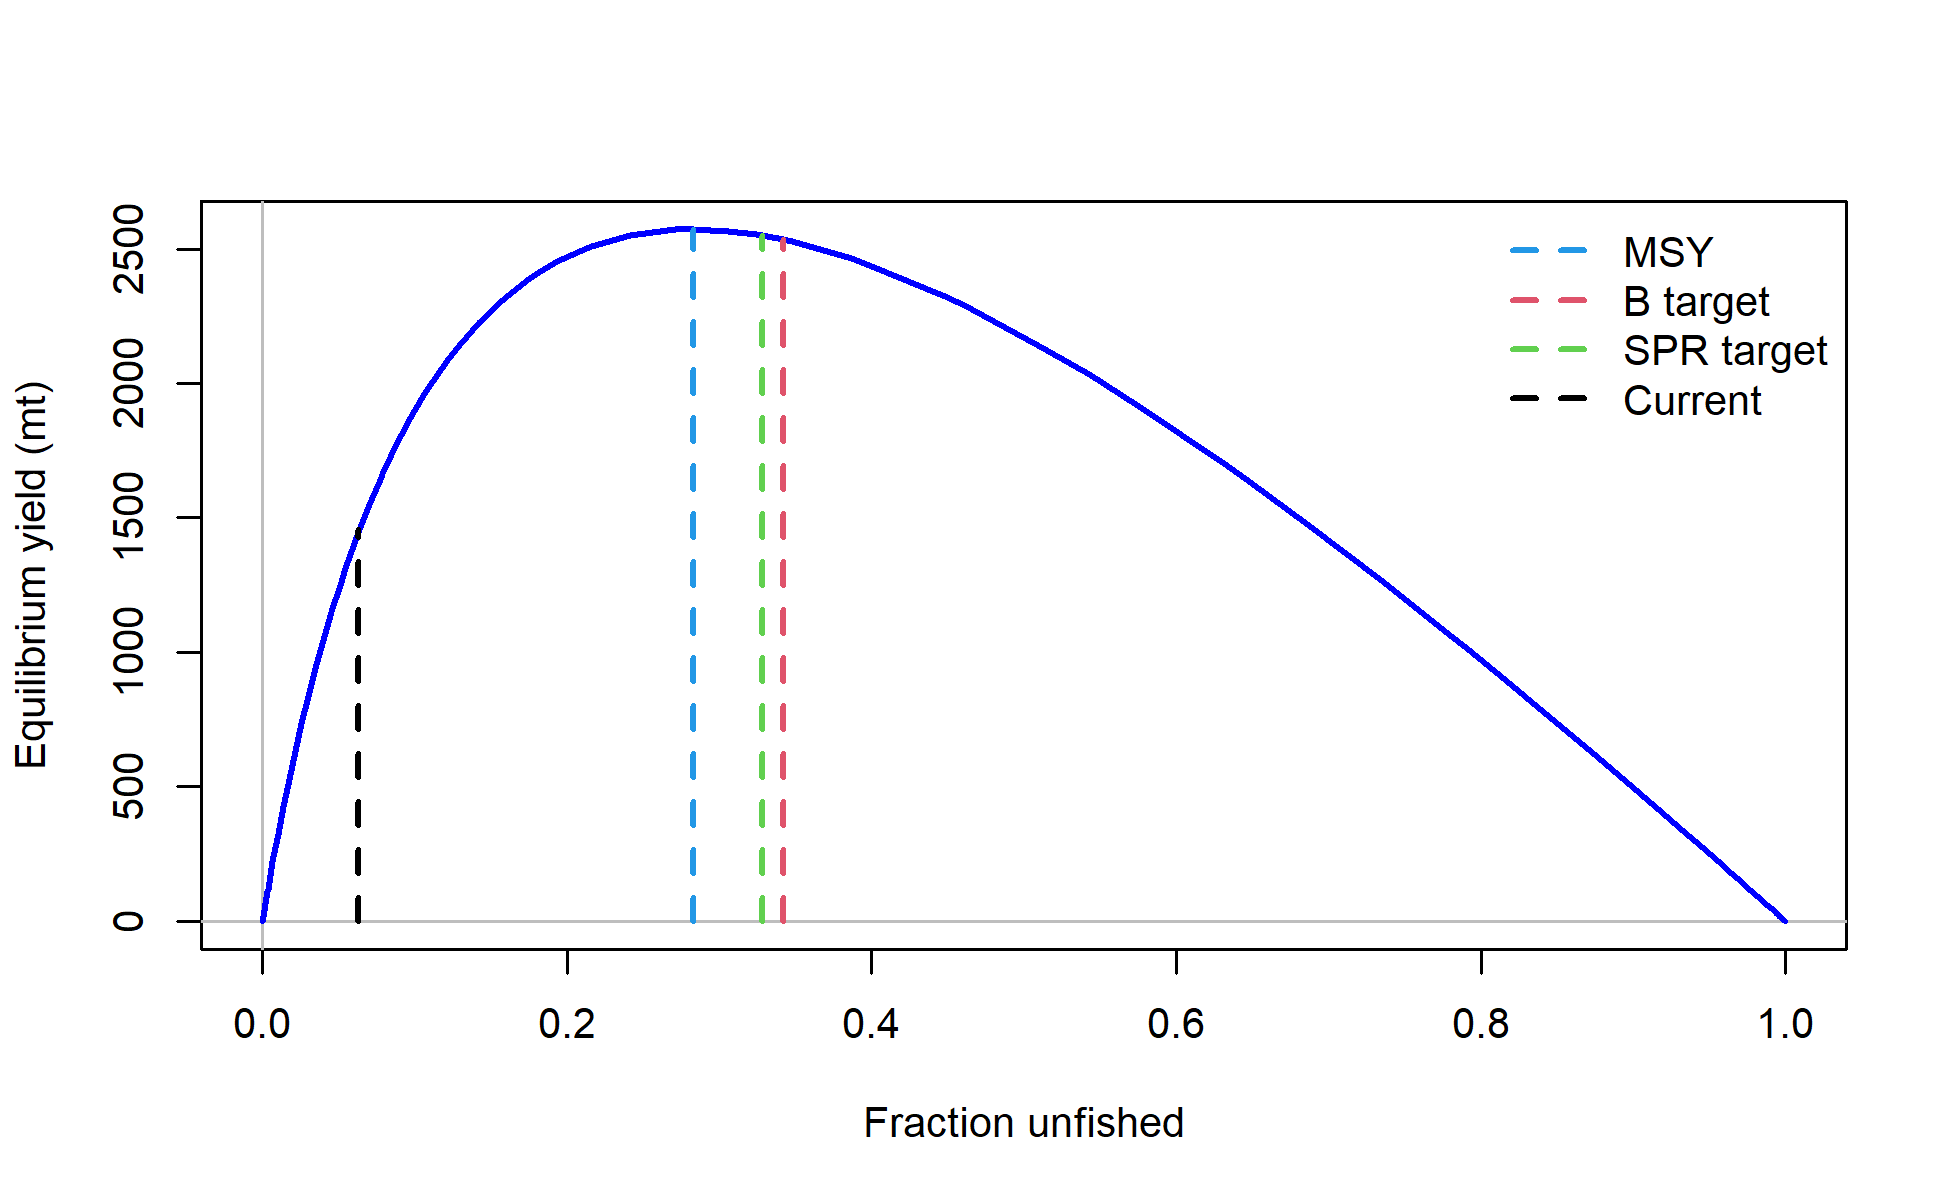 Equilibrium yield (mt)
2500
2000
1500
1000
500
0
MSY
B target
SPR target
Current
0.0 0.2 0.4 0.6 0.8 1.0
Fraction unfished